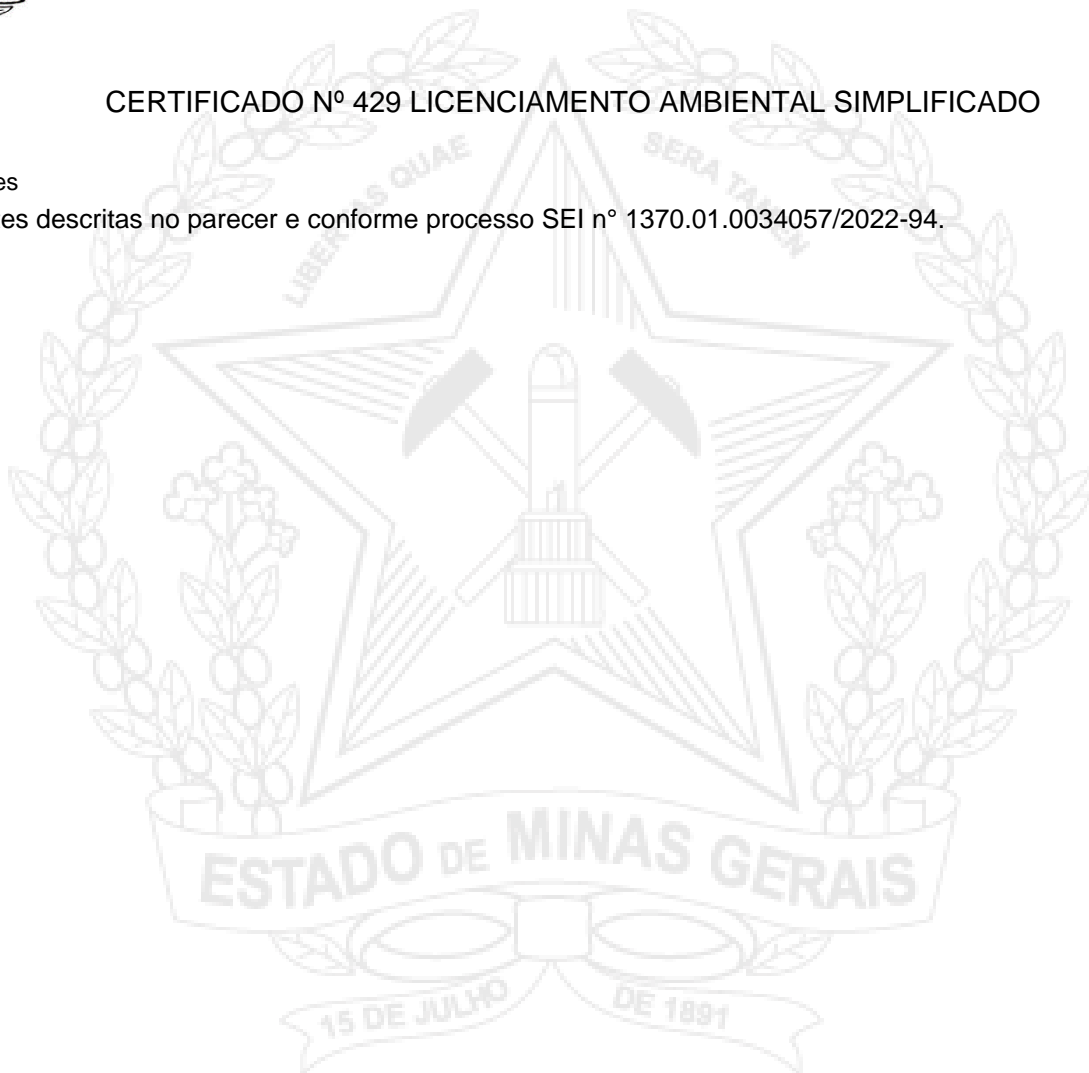 CERTIFICADO Nº 429 LICENCIAMENTO AMBIENTAL SIMPLIFICADO
LIBERTAS QUAE SERA TAMEN
es
es descritas no parecer e conforme processo SEI n° 1370.01.0034057/2022-94.
ESTADO DE MINAS GERAIS
15 DE JULHO DE 1891